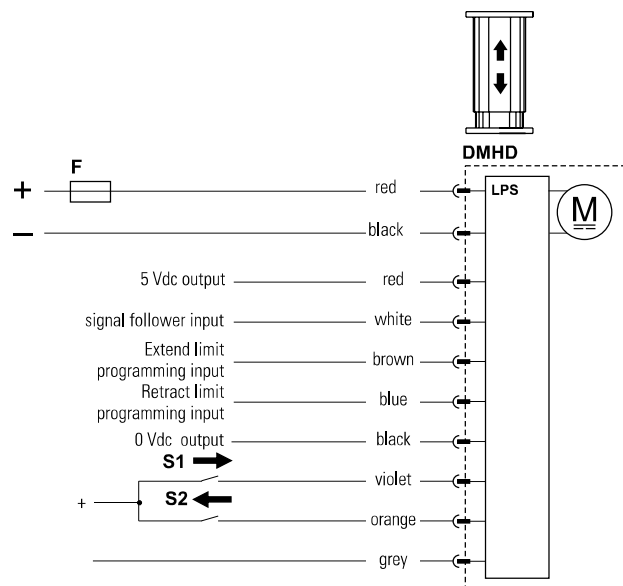 DMHD
F
+ red LPS M
− black
5 Vdc output red
signal follower input white
Extend limit
programming input brown
Retract limit
programming input blue
0 Vdc output black
S1
violet
S2
+
orange
grey